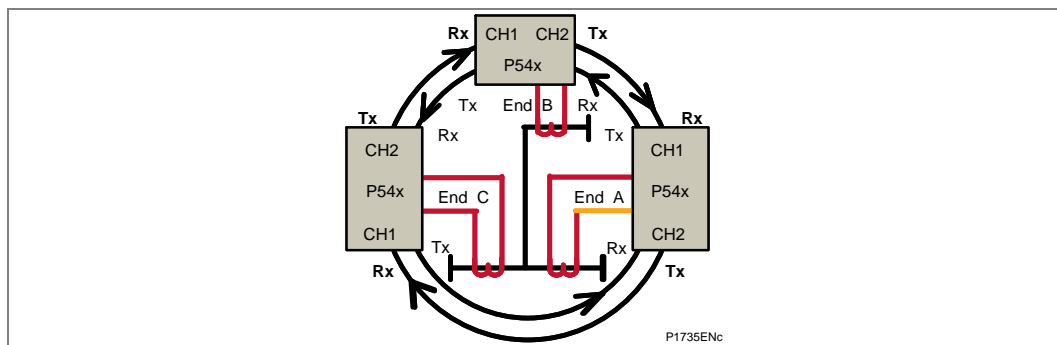 Rx CH1 CH2 Tx
P54x
Tx End B Rx
Tx Rx Tx Rx
CH2 CH1
P54x P54x
End C End A
CH1 CH2
Tx Rx
Rx Tx
P1735ENc